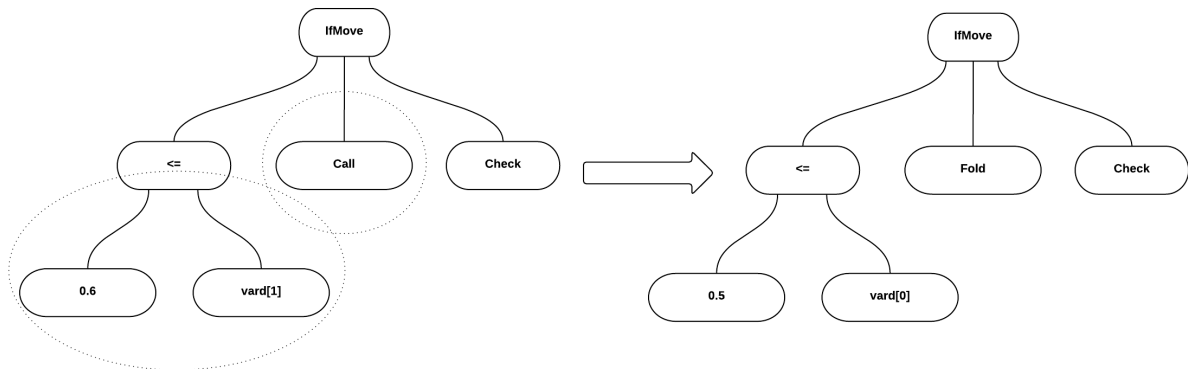 IfMove
<=
Call
Check
0.6
vard[1]
IfMove
<=
Fold
Check
0.5
vard[0]